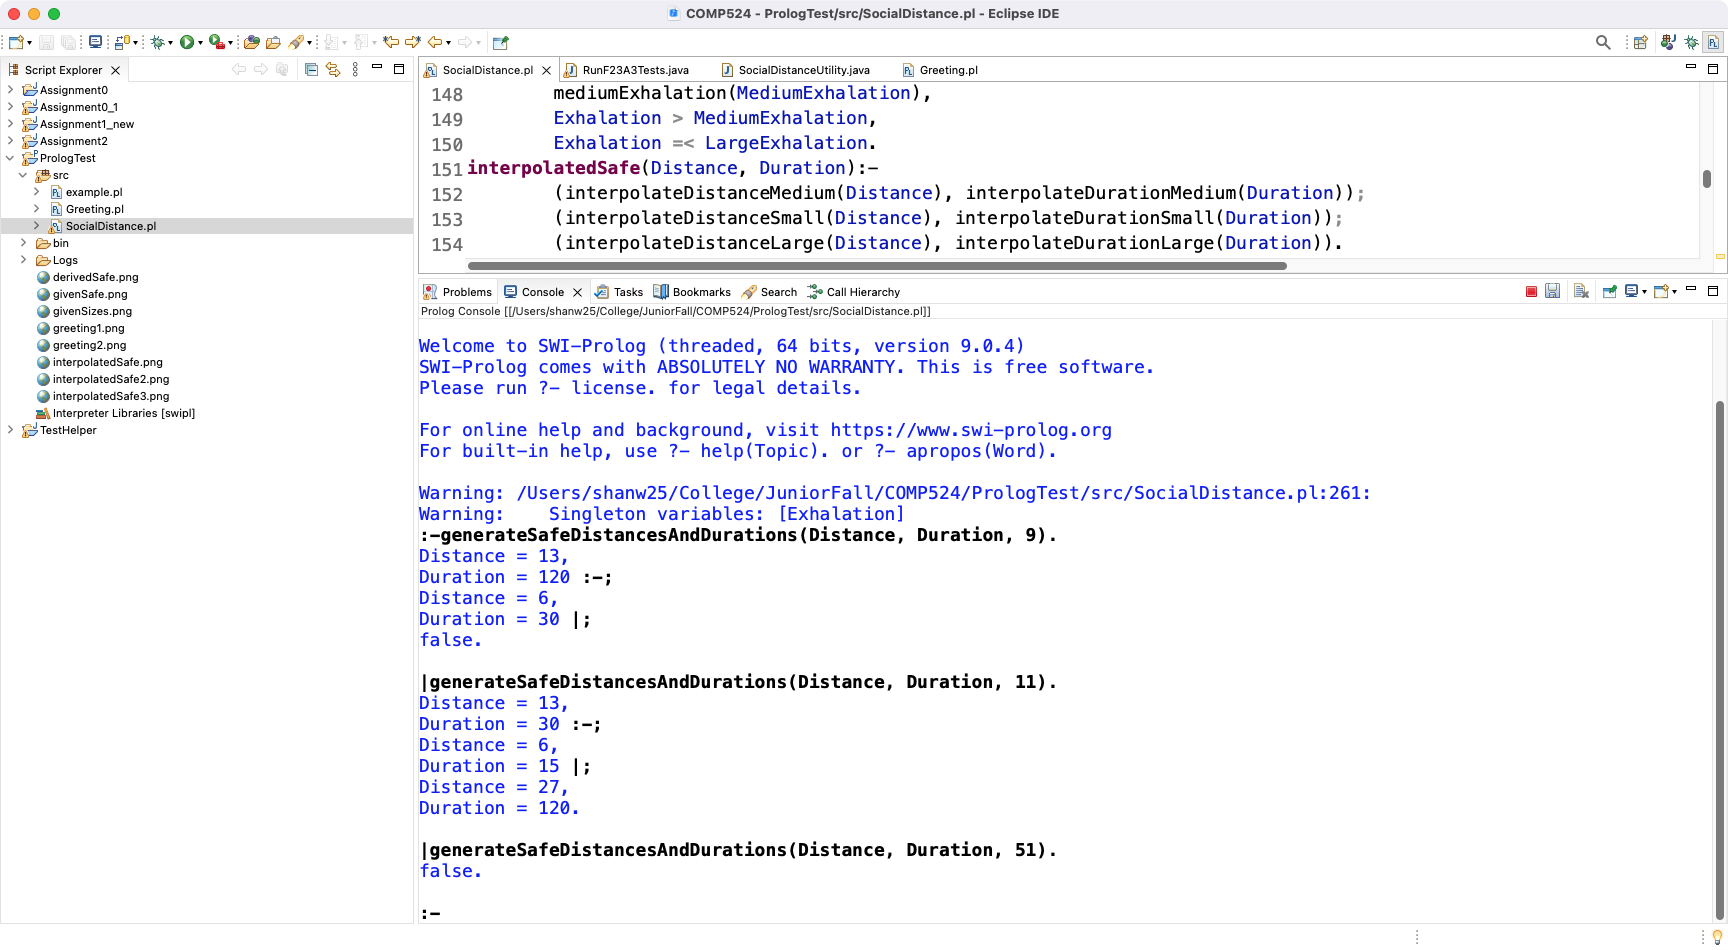 COMP524 - PrologTest/src/SocialDistance.pl - Eclipse IDE
Script Explorer
Assignment0
Assignment0_1
Assignment1_new
Assignment2
PrologTest
src
example.pl
Greeting.pl
SocialDistance.pl
bin
Logs
derivedSafe.png
givenSafe.png
givenSizes.png
greeting1.png
greeting2.png
interpolatedSafe.png
interpolatedSafe2.png
interpolatedSafe3.png
Interpreter Libraries [swipl]
TestHelper
SocialDistance.pl RunF23A3Tests.java SocialDistanceUtility.java Greeting.pl
148 mediumExhalation(MediumExhalation),
149 Exhalation > MediumExhalation,
150 Exhalation =< LargeExhalation.
151 interpolatedSafe(Distance, Duration):-
152 (interpolateDistanceMedium(Distance), interpolateDurationMedium(Duration));
153 (interpolateDistanceSmall(Distance), interpolateDurationSmall(Duration));
154 (interpolateDistanceLarge(Distance), interpolateDurationLarge(Duration)).
Problems Console Tasks Bookmarks Search Call Hierarchy
Prolog Console [[/Users/shanw25/College/JuniorFall/COMP524/PrologTest/src/SocialDistance.pl]]
Welcome to SWI-Prolog (threaded, 64 bits, version 9.0.4)
SWI-Prolog comes with ABSOLUTELY NO WARRANTY. This is free software.
Please run ?- license. for legal details.
For online help and background, visit https://www.swi-prolog.org
For built-in help, use ?- help(Topic). or ?- apropos(Word).
Warning: /Users/shanw25/College/JuniorFall/COMP524/PrologTest/src/SocialDistance.pl:261:
Warning:    Singleton variables: [Exhalation]
:-generateSafeDistancesAndDurations(Distance, Duration, 9).
Distance = 13,
Duration = 120 :-;
Distance = 6,
Duration = 30 |;
false.
|generateSafeDistancesAndDurations(Distance, Duration, 11).
Distance = 13,
Duration = 30 :-;
Distance = 6,
Duration = 15 |;
Distance = 27,
Duration = 120.
|generateSafeDistancesAndDurations(Distance, Duration, 51).
false.
:-